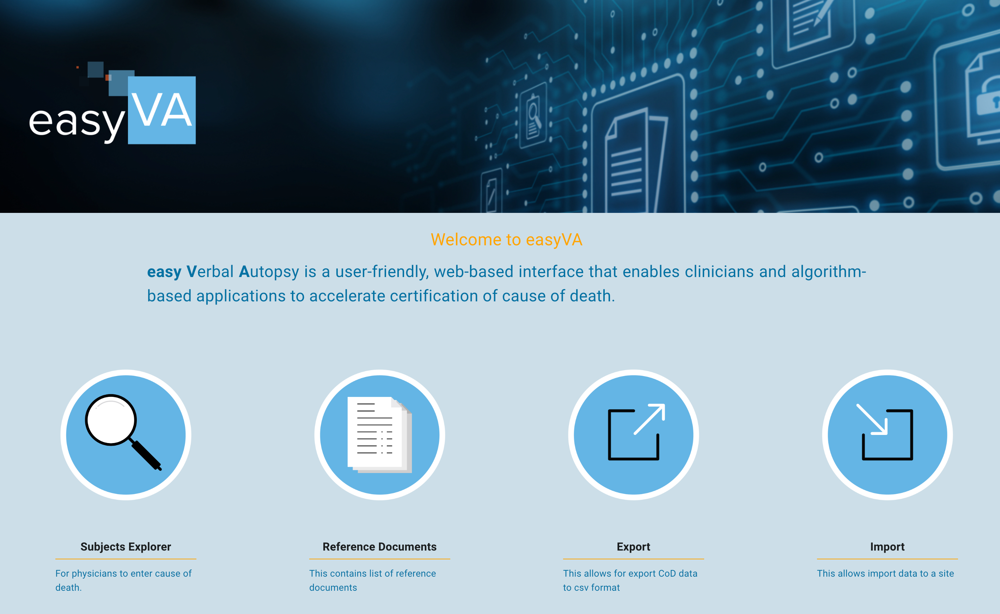 easyVA
Welcome to easyVA
easy Verbal Autopsy is a user-friendly, web-based interface that enables clinicians and algorithm-
based applications to accelerate certification of cause of death.
Subjects Explorer
For physicians to enter cause of
death.
Reference Documents
This contains list of reference
documents
Export
This allows for export CoD data
to csv format
Import
This allows import data to a site